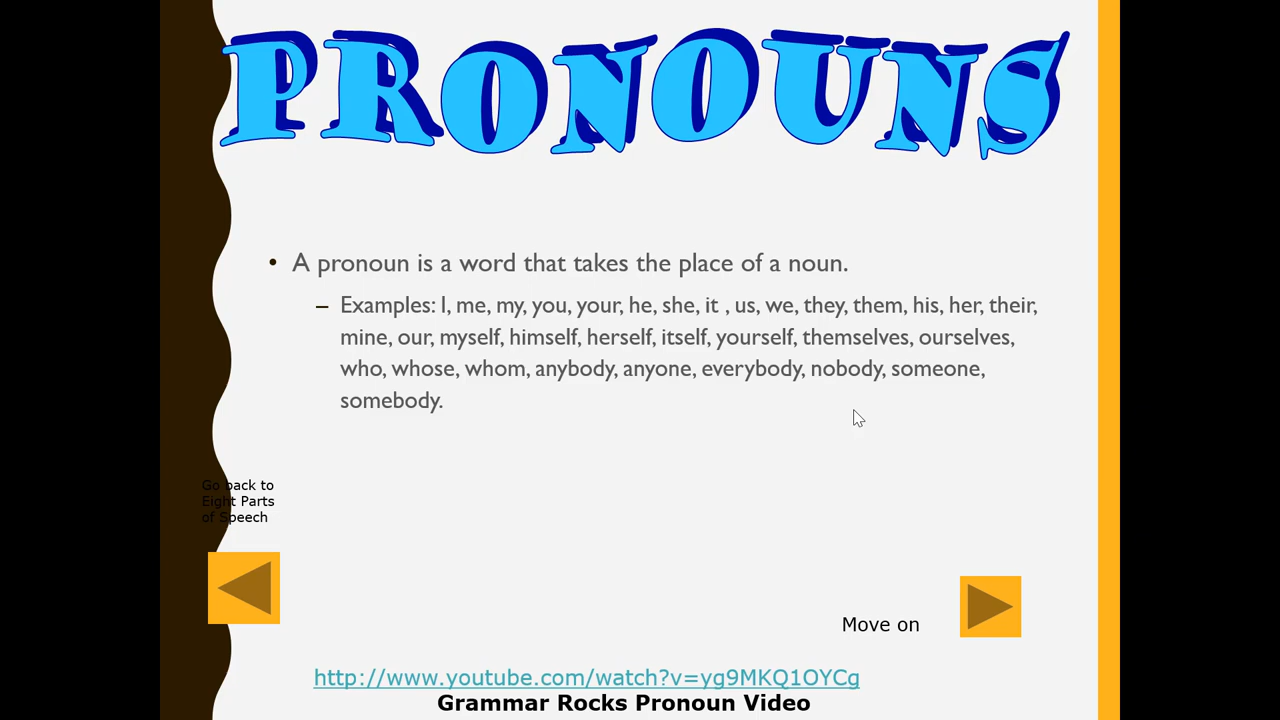 PRONOUNS
• A pronoun is a word that takes the place of a noun.
– Examples: I, me, my, you, your, he, she, it , us, we, they, them, his, her, their,
mine, our, myself, himself, herself, itself, yourself, themselves, ourselves,
who, whose, whom, anybody, anyone, everybody, nobody, someone,
somebody.
Go back to
Eight Parts
of Speech
Move on
http://www.youtube.com/watch?v=yg9MKQ1OYCg
Grammar Rocks Pronoun Video